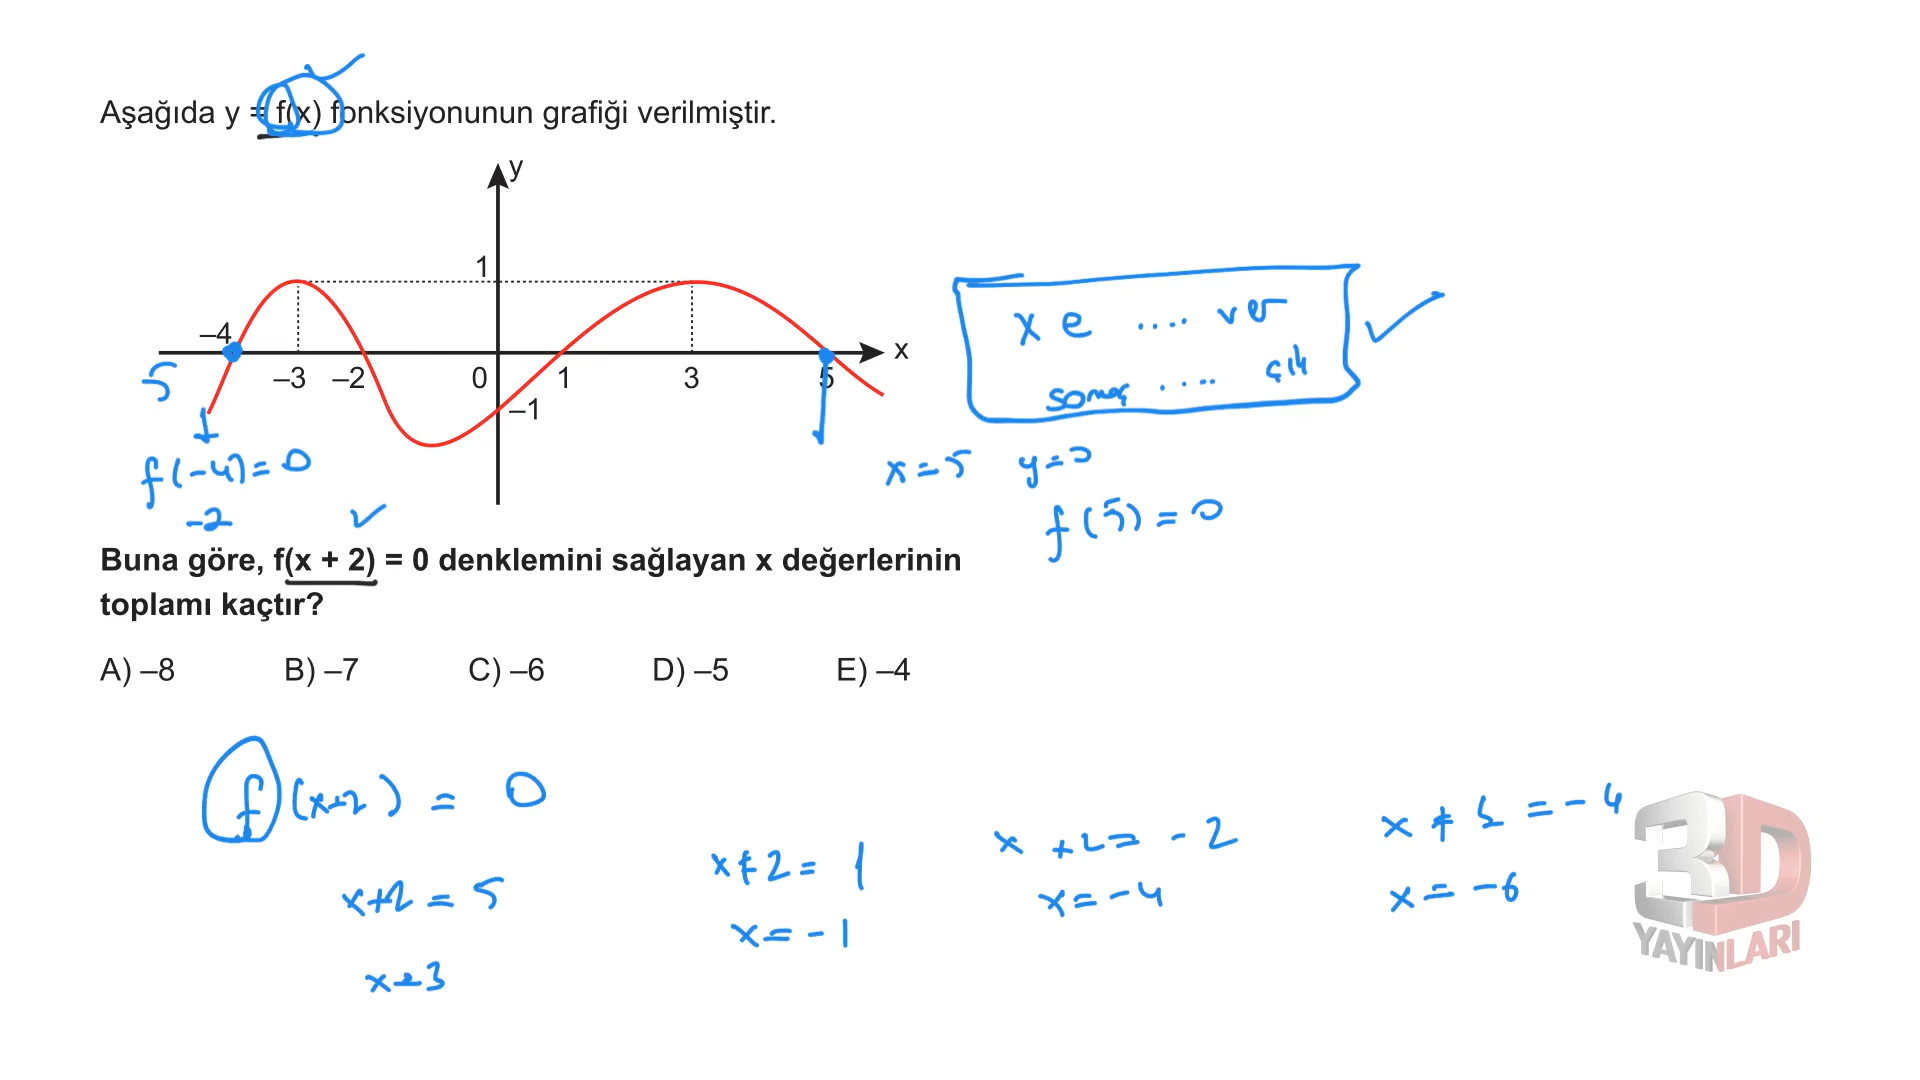 Aşağıda y = f(x) fonksiyonunun grafiği verilmiştir.
y
1
–4
x
–3 –2 0 1 3 5
–1
5
f(-4)=0
-2
x e .... ver
sonuç .... çık
x=5 y=0
f(5)=0
Buna göre, f(x + 2) = 0 denklemini sağlayan x değerlerinin
toplamı kaçtır?
A) –8 B) –7 C) –6 D) –5 E) –4
f(x+2) = 0
x+2=5
x=3
x+2=1
x=-1
x+2=-2
x=-4
x+2=-4
x=-6
3D
YAYINLARI